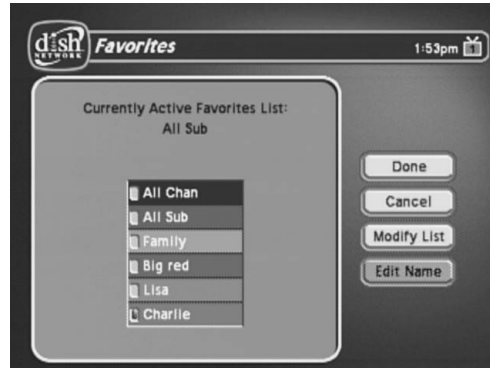 dish
NETWORK
Favorites
1:53pm
1
Currently Active Favorites List:
All Sub
All Chan
All Sub
Family
Big red
Lisa
Charlie
Done
Cancel
Modify List
Edit Name